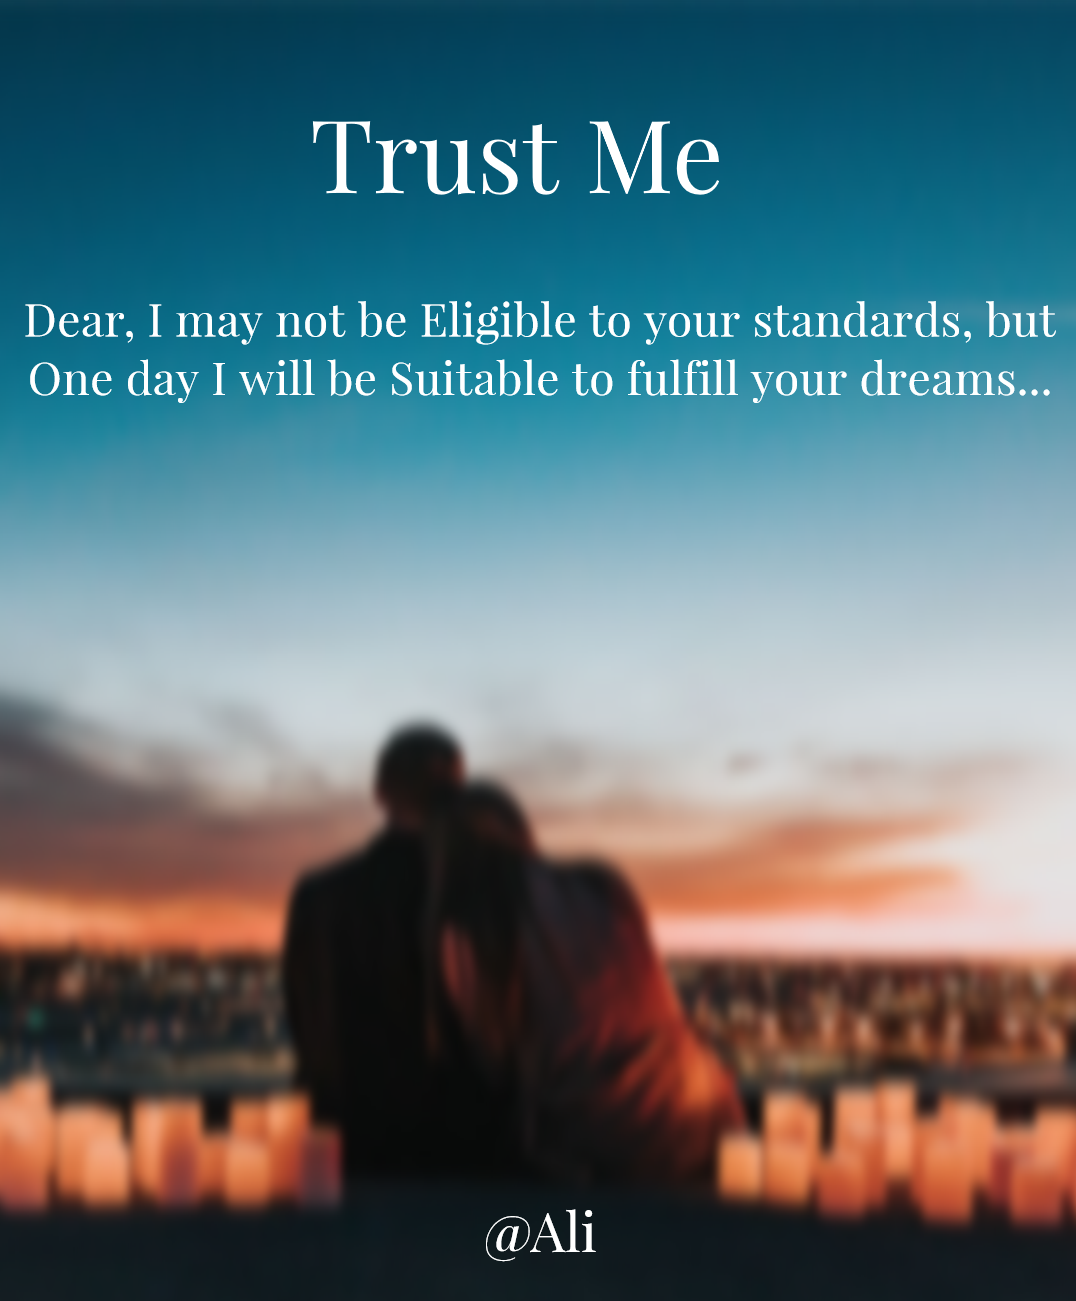 Trust Me
Dear, I may not be Eligible to your standards, but
One day I will be Suitable to fulfill your dreams...
@Ali